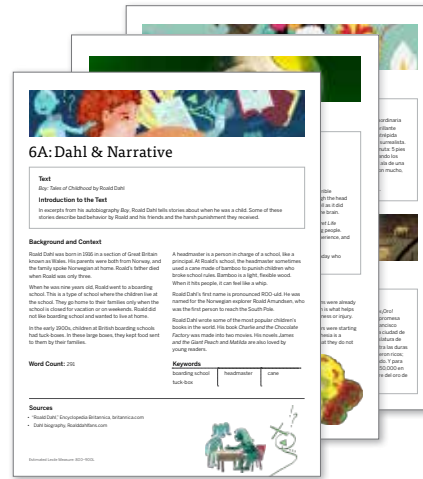 6A: Dahl & Narrative
Text
Boy: Tales of Childhood by Roald Dahl
Introduction to the Text
In excerpts from his autobiography Boy, Roald Dahl tells stories about when he was a child. Some of these
stories describe bad behavior by Roald and his friends and the harsh punishment they received.
Background and Context
Roald Dahl was born in 1916 in a section of Great Britain
known as Wales. His parents were both from Norway, and
the family spoke Norwegian at home. Roald's father died
when Roald was only three.
When he was nine years old, Roald went to a boarding
school. This is a type of school where the children live at
the school. They go home to their families only when the
school is closed for vacation or on weekends. Roald did
not like boarding school and wanted to live at home.
In the early 1900s, children at British boarding schools
had tuck-boxes. In these large boxes, they kept food sent
to them by their families.
A headmaster is a person in charge of a school, like a
principal. At Roald's school, the headmaster sometimes
used a cane made of bamboo to punish children who
broke school rules. Bamboo is a light, flexible wood.
When it hits people, it can feel like a whip.
Roald Dahl's first name is pronounced ROO-ald. He was
named for the Norwegian explorer Roald Amundsen, who
was the first person to reach the South Pole.
Roald Dahl wrote some of the most popular children's
books in the world. His book Charlie and the Chocolate
Factory was made into two movies. His novels James
and the Giant Peach and Matilda are also loved by
young readers.
Word Count: 291
Keywords
boarding school headmaster cane
tuck-box
Sources
• "Roald Dahl," Encyclopedia Britannica, britannica.com
• Dahl biography, Roalddahlfans.com